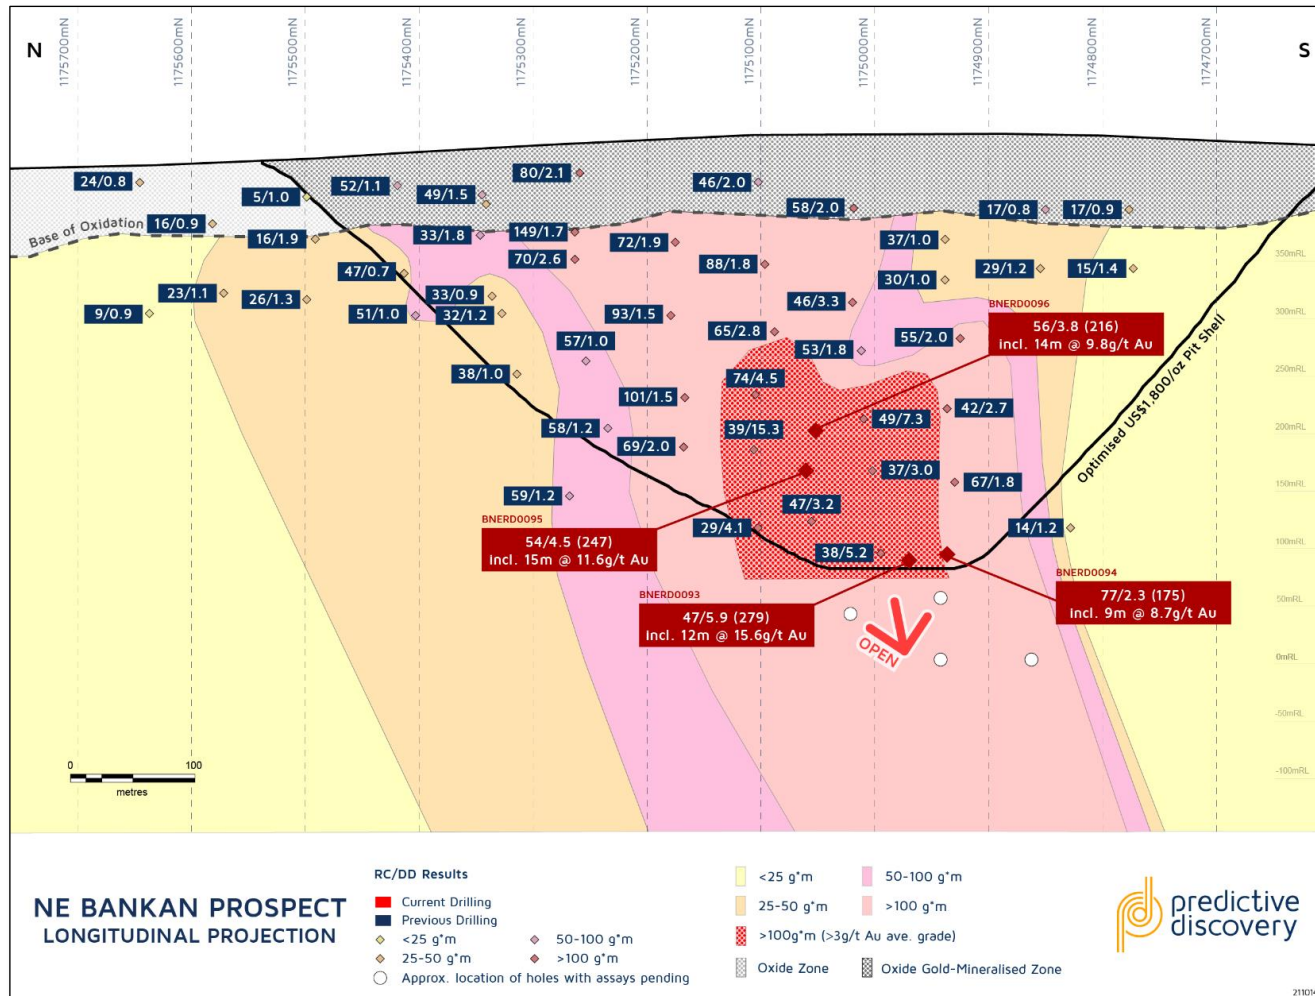 N
S
1175700mN
1175600mN
1175500mN
1175400mN
1175300mN
1175200mN
1175100mN
1175000mN
1174900mN
1174800mN
1174700mN
24/0.8
5/1.0
52/1.1
49/1.5
80/2.1
46/2.0
58/2.0
17/0.8
17/0.9
16/0.9
Base of Oxidation
16/1.9
33/1.8
149/1.7
72/1.9
37/1.0
350mRL
47/0.7
70/2.6
88/1.8
30/1.0
29/1.2
15/1.4
23/1.1
26/1.3
33/0.9
46/3.3
9/0.9
51/1.0
32/1.2
93/1.5
300mRL
BNERD0096
56/3.8 (216)
incl. 14m @ 9.8g/t Au
65/2.8
55/2.0
57/1.0
53/1.8
250mRL
38/1.0
74/4.5
101/1.5
42/2.7
58/1.2
39/15.3
49/7.3
200mRL
69/2.0
37/3.0
67/1.8
150mRL
Optimised US$1,800/oz Pit Shell
59/1.2
47/3.2
29/4.1
14/1.2
BNERD0095
54/4.5 (247)
incl. 15m @ 11.6g/t Au
38/5.2
100mRL
BNERD0094
77/2.3 (175)
incl. 9m @ 8.7g/t Au
BNERD0093
47/5.9 (279)
incl. 12m @ 15.6g/t Au
50mRL
OPEN
0mRL
-50mRL
-100mRL
0 100
metres
NE BANKAN PROSPECT
LONGITUDINAL PROJECTION
RC/DD Results
Current Drilling
Previous Drilling
<25 g*m
50-100 g*m
25-50 g*m
>100 g*m
Approx. location of holes with assays pending
<25 g*m
50-100 g*m
25-50 g*m
>100 g*m
>100g*m (>3g/t Au ave. grade)
Oxide Zone
Oxide Gold-Mineralised Zone
predictive
discovery